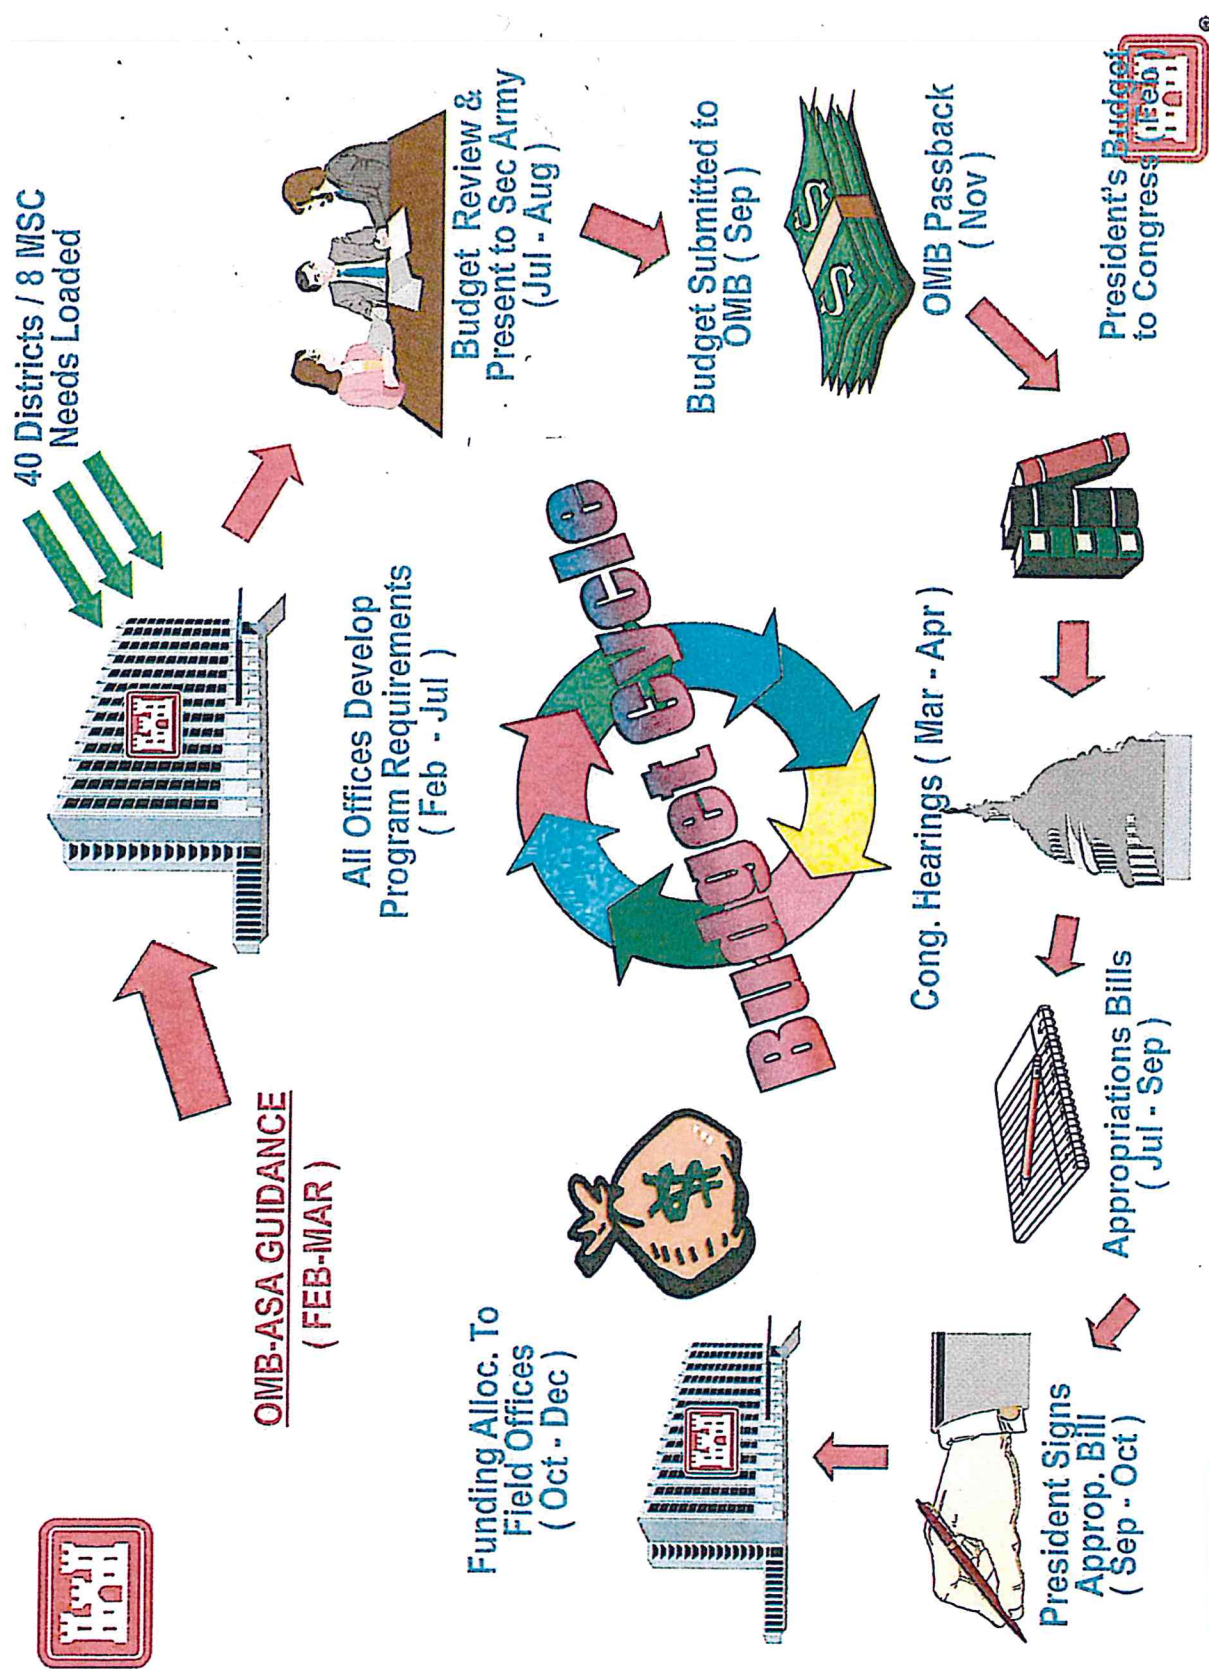 OMB-ASA GUIDANCE
( FEB-MAR )
40 Districts / 8 MSC
Needs Loaded
All Offices Develop
Program Requirements
( Feb - Jul )
Budget Review &
Present to Sec Army
(Jul - Aug )
Budget Submitted to
OMB ( Sep )
OMB Passback
( Nov )
President's Budget
to Congress ( Feb )
Budget Cycle
Cong. Hearings ( Mar - Apr )
Appropriations Bills
( Jul - Sep )
President Signs
Approp. Bill
( Sep - Oct )
Funding Alloc. To
Field Offices
( Oct - Dec )